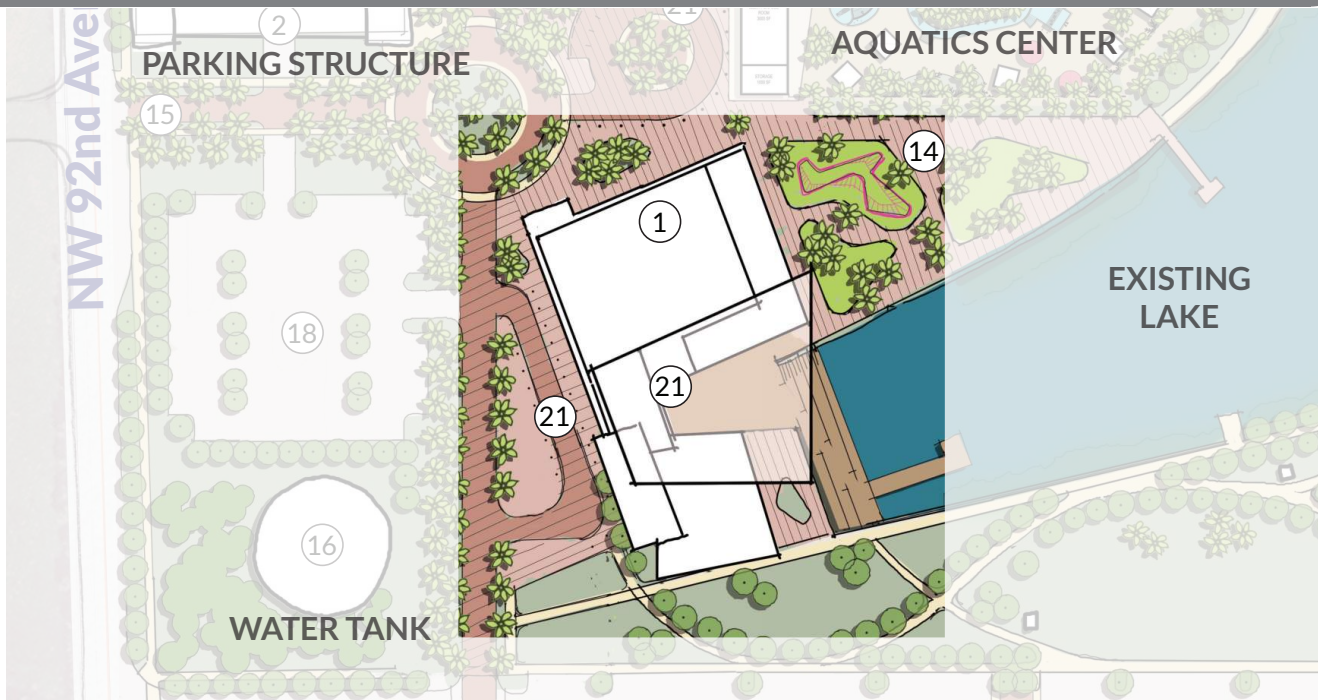 21
2
PARKING STRUCTURE
AQUATICS CENTER
NW 92nd Ave
15
14
1
EXISTING
LAKE
18
21
21
16
WATER TANK